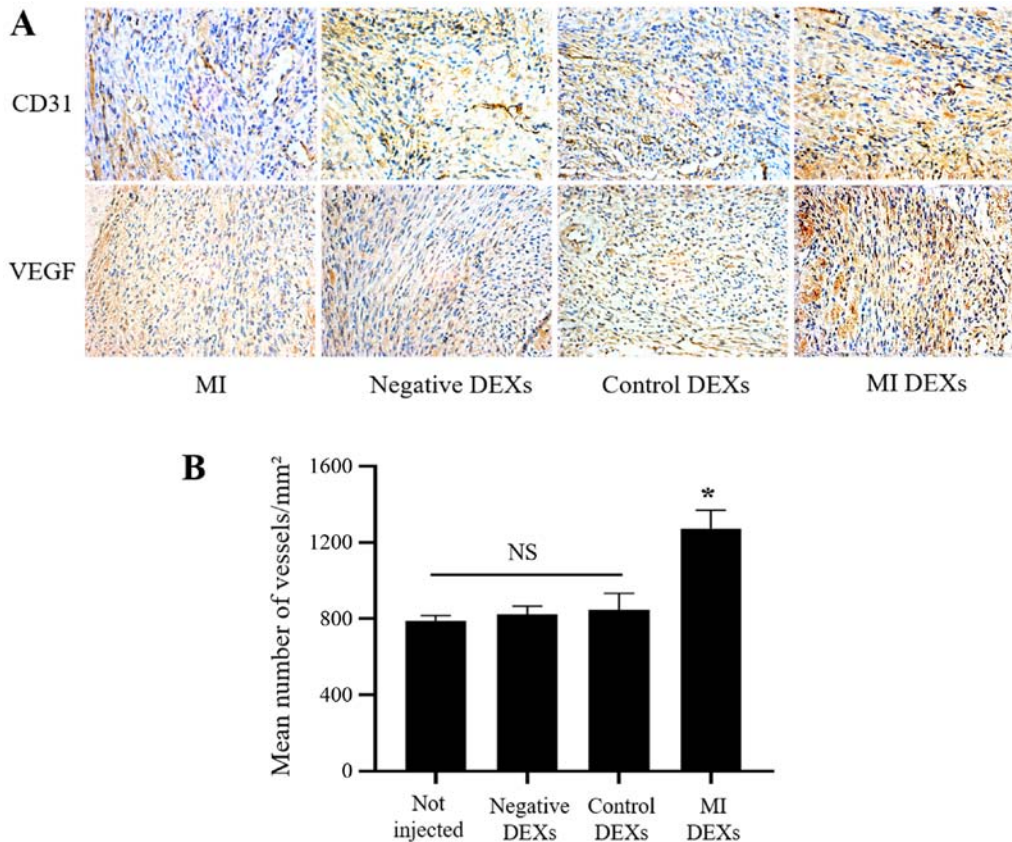 A
CD31
VEGF
MI Negative DEXs Control DEXs MI DEXs
B
Mean number of vessels/mm²
1600
1200
800
400
0
NS
*
Not injected
Negative DEXs
Control DEXs
MI DEXs